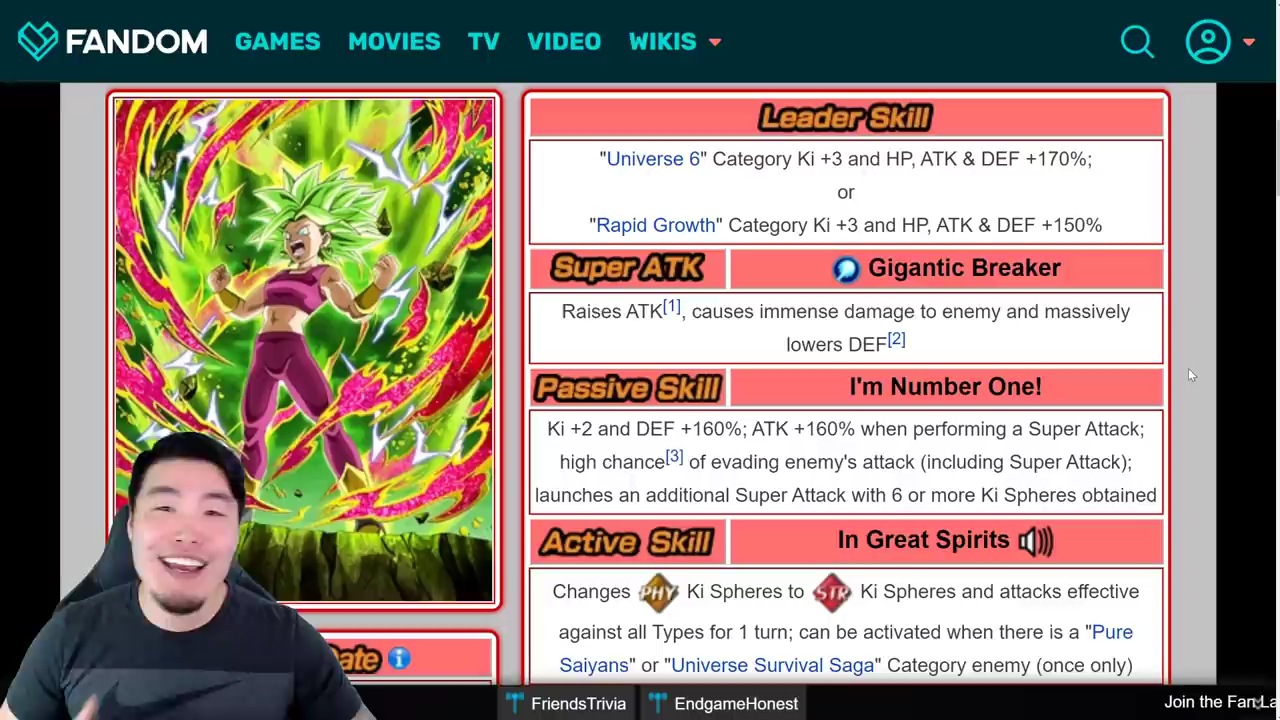 FANDOM GAMES MOVIES TV VIDEO WIKIS
Leader Skill
"Universe 6" Category Ki +3 and HP, ATK & DEF +170%;
or
"Rapid Growth" Category Ki +3 and HP, ATK & DEF +150%
Super ATK Gigantic Breaker
Raises ATK[1], causes immense damage to enemy and massively
lowers DEF[2]
Passive Skill I'm Number One!
Ki +2 and DEF +160%; ATK +160% when performing a Super Attack;
high chance[3] of evading enemy's attack (including Super Attack);
launches an additional Super Attack with 6 or more Ki Spheres obtained
Active Skill In Great Spirits
Changes PHY Ki Spheres to STR Ki Spheres and attacks effective
against all Types for 1 turn; can be activated when there is a "Pure
Saiyans" or "Universe Survival Saga" Category enemy (once only)
FriendsTrivia EndgameHonest Join the Fan La